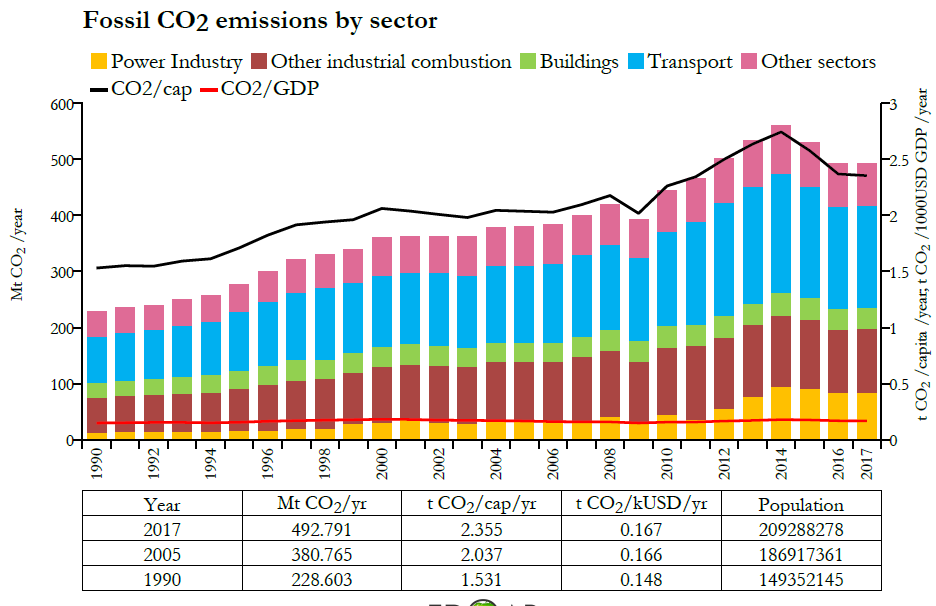 Fossil CO2 emissions by sector
Power Industry Other industrial combustion Buildings Transport Other sectors
CO2/cap CO2/GDP
Mt CO2 /year
600
500
400
300
200
100
0
3
2.5
2
1.5
1
0.5
0
t CO2 /capita /year; t CO2 /1000USD GDP /year
1990 1992 1994 1996 1998 2000 2002 2004 2006 2008 2010 2012 2014 2016 2017
Year Mt CO2/yr t CO2/cap/yr t CO2/kUSD/yr Population
2017 492.791 2.355 0.167 209288278
2005 380.765 2.037 0.166 186917361
1990 228.603 1.531 0.148 149352145